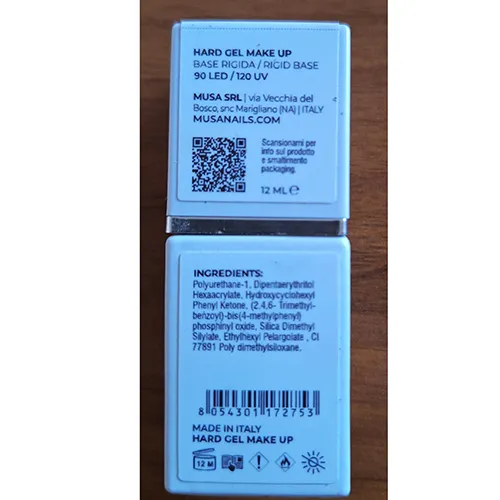 HARD GEL MAKE UP
BASE RIGIDA / RIGID BASE
90 LED / 120 UV
MUSA SRL | via Vecchia del
Bosco, snc Marigliano (NA) | ITALY
MUSANAILS.COM
Scansionami per
info sul prodotto
e smaltimento
packaging.
12 ML e
INGREDIENTS:
Polyurethane-1, Dipentaerythritol
Hexaacrylate, Hydroxycyclohexyl
Phenyl Ketone, (2.4.6- Trimethyl-
benzoyl)-bis(4-methylphenyl)
phosphinyl oxide, Silica Dimethyl
Silylate, Ethylhexyl Pelargolate , CI
77891 Poly dimethylsiloxane.
8 054301 172753
MADE IN ITALY
HARD GEL MAKE UP
12 M